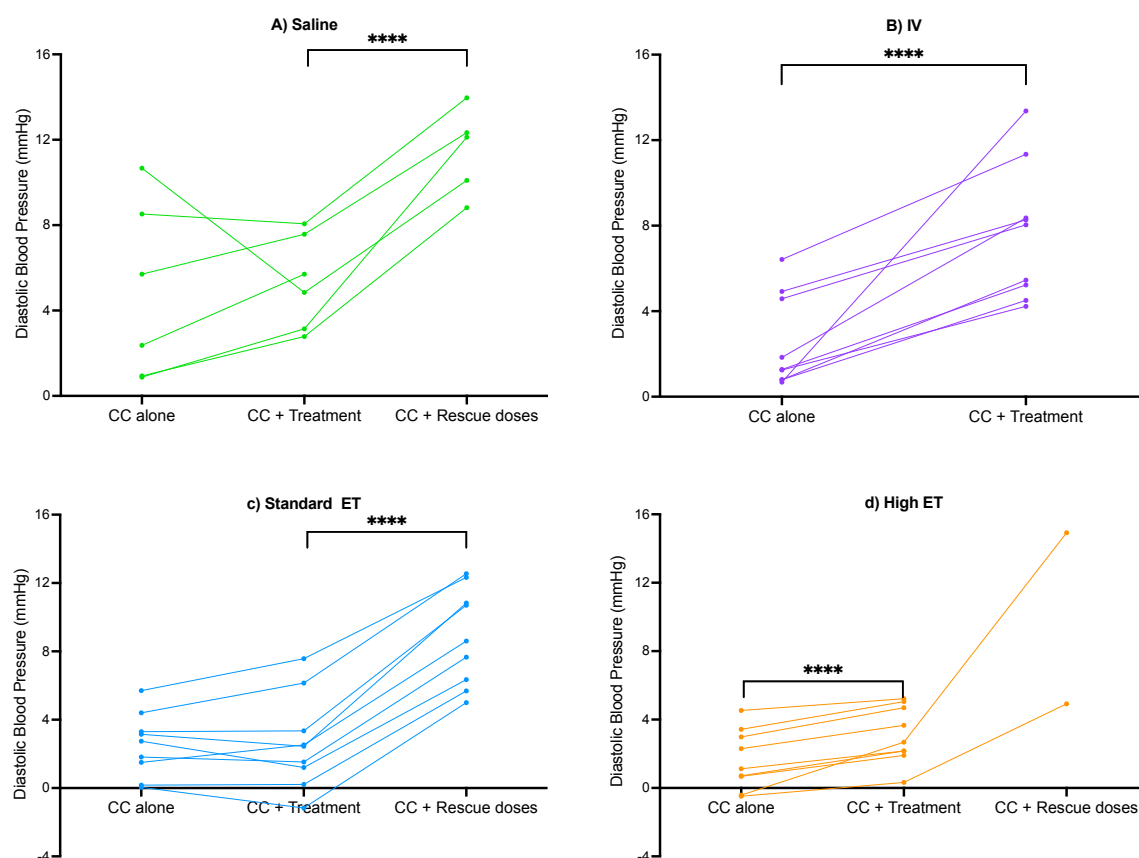 A) Saline
****
16
12
8
4
0
Diastolic Blood Pressure (mmHg)
CC alone
CC + Treatment
CC + Rescue doses
B) IV
****
16
12
8
4
0
Diastolic Blood Pressure (mmHg)
CC alone
CC + Treatment
c) Standard ET
****
16
12
8
4
0
-4
Diastolic Blood Pressure (mmHg)
CC alone
CC + Treatment
CC + Rescue doses
d) High ET
****
16
12
8
4
0
-4
Diastolic Blood Pressure (mmHg)
CC alone
CC + Treatment
CC + Rescue doses